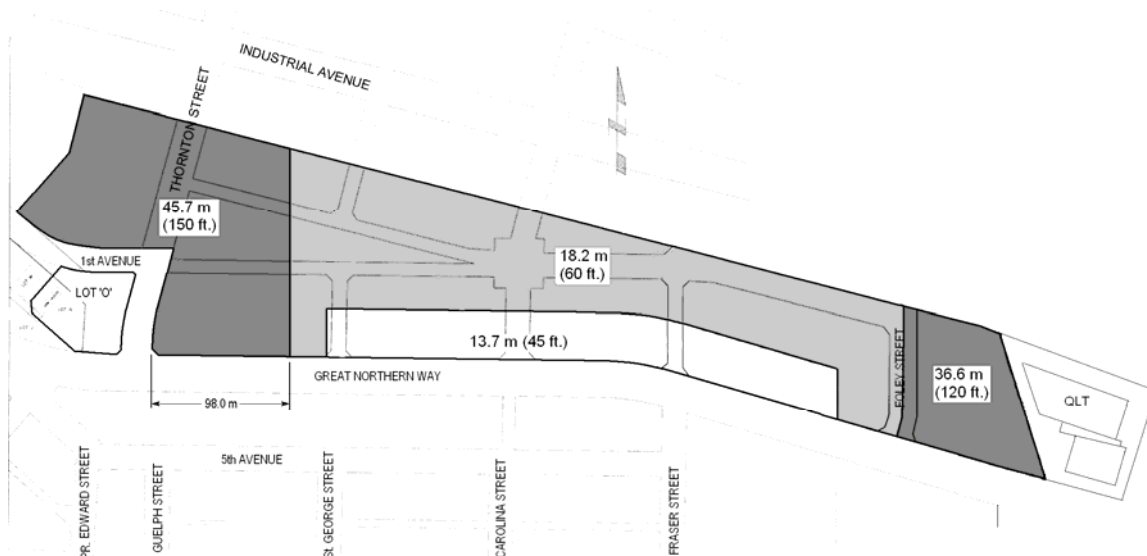 INDUSTRIAL AVENUE
THORNTON STREET
45.7 m
(150 ft.)
1st AVENUE
LOT 'O'
18.2 m
(60 ft.)
13.7 m (45 ft.)
GREAT NORTHERN WAY
98.0 m
FOLEY STREET
36.6 m
(120 ft.)
QLT
5th AVENUE
PR. EDWARD STREET
GUELPH STREET
St. GEORGE STREET
CAROLINA STREET
FRASER STREET